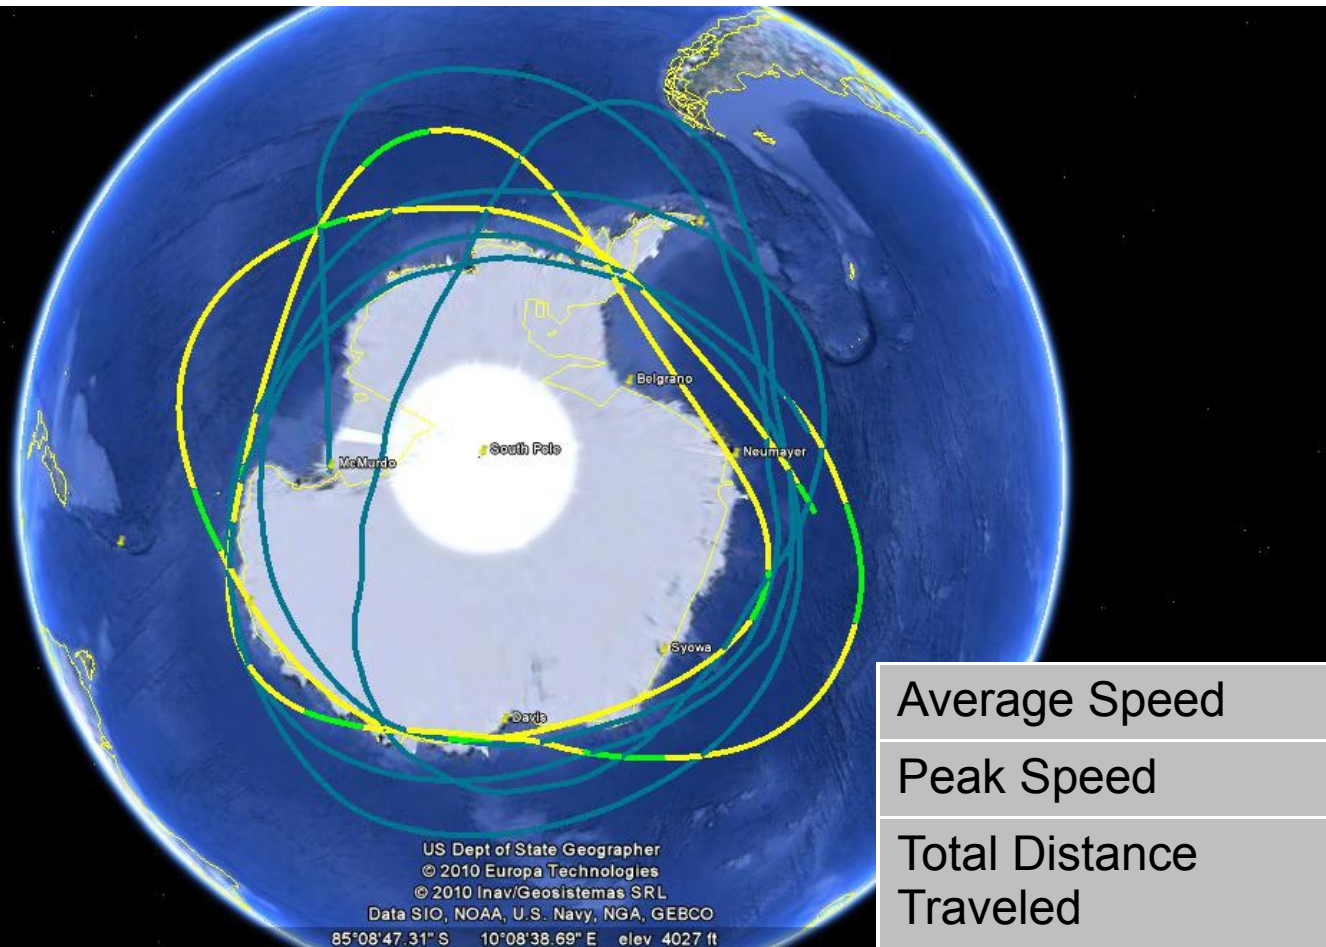 Belgrano
South Pole
McMurdo
Neumayer
Syowa
Davis
US Dept of State Geographer
© 2010 Europa Technologies
© 2010 Inav/Geosistemas SRL
Data SIO, NOAA, U.S. Navy, NGA, GEBCO
85°08'47.31" S 10°08'38.69" E elev 4027 ft
Average Speed
Peak Speed
Total Distance
Traveled